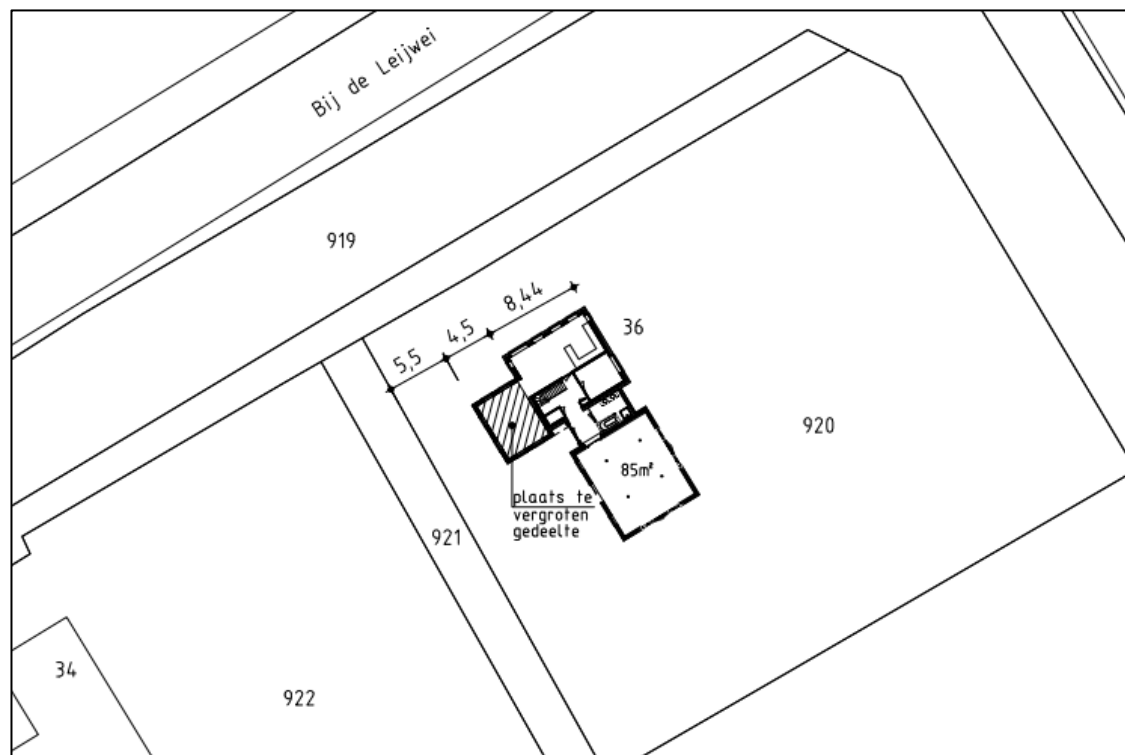 Bij de Leijwei
919
5,5
4,5
8,44
36
920
85m²
plaats te
vergroten
gedeelte
921
34
922